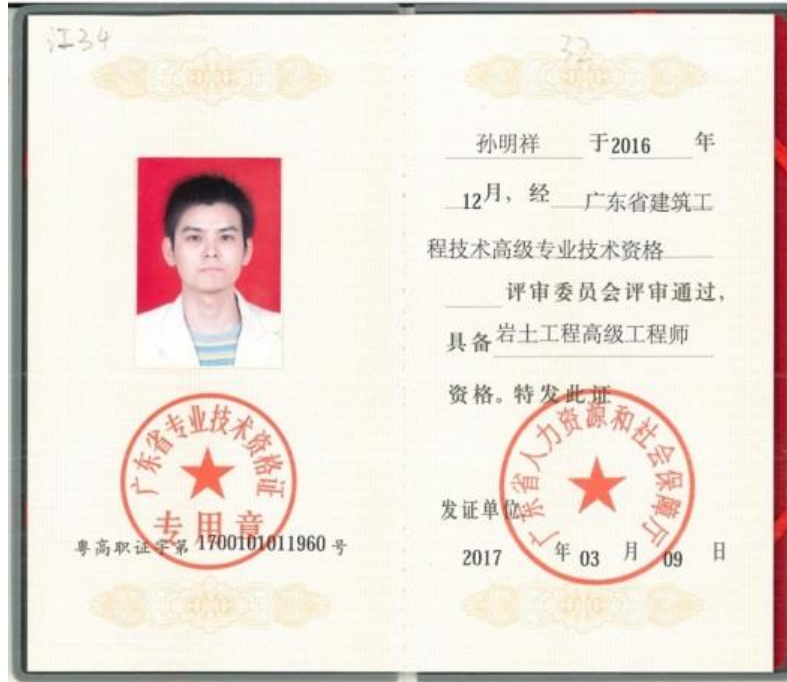 江34
广东省专业技术资格证
专用章
粤高职证字第 1700101011960 号
32
孙明祥 于2016 年
12月，经 广东省建筑工
程技术高级专业技术资格
评审委员会评审通过，
具备岩土工程高级工程师
资格。特发此证
广东省人力资源和社会保障厅
发证单位
2017 年 03 月 09 日